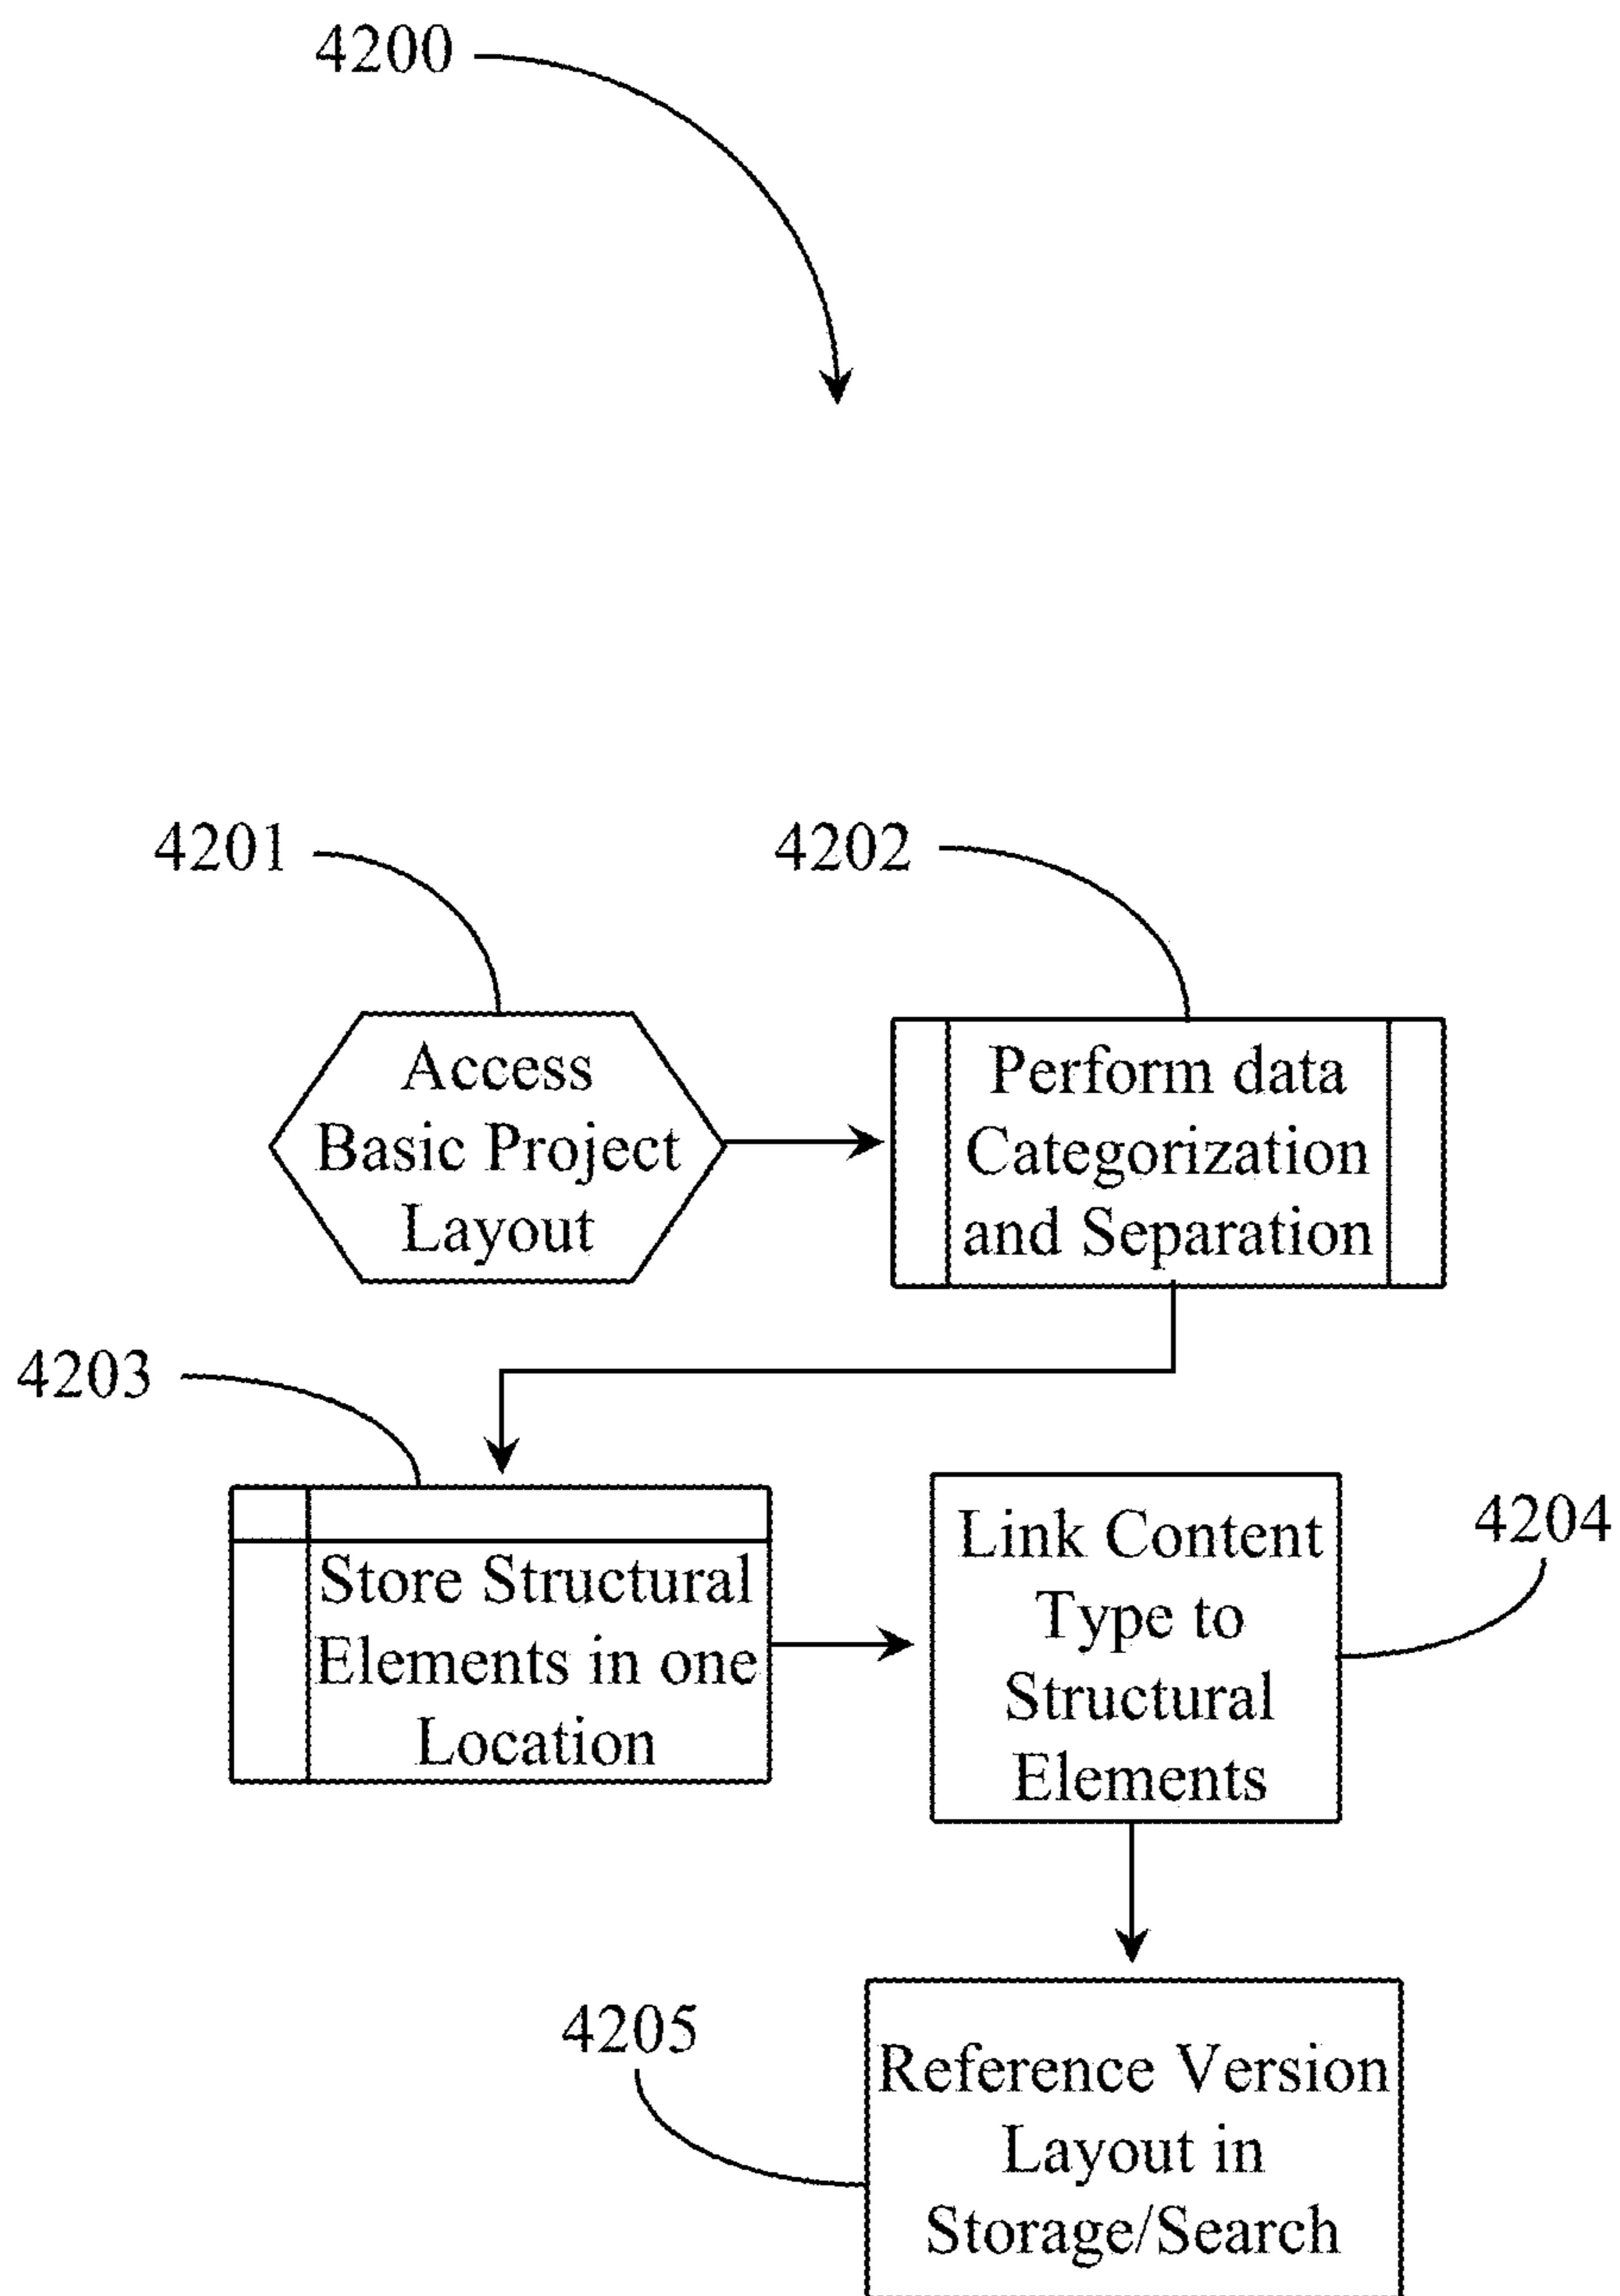 4200
4201
4202
Access
Basic Project
Layout
Perform data
Categorization
and Separation
4203
Store Structural
Elements in one
Location
Link Content
Type to
Structural
Elements
4204
4205
Reference Version
Layout in
Storage/Search